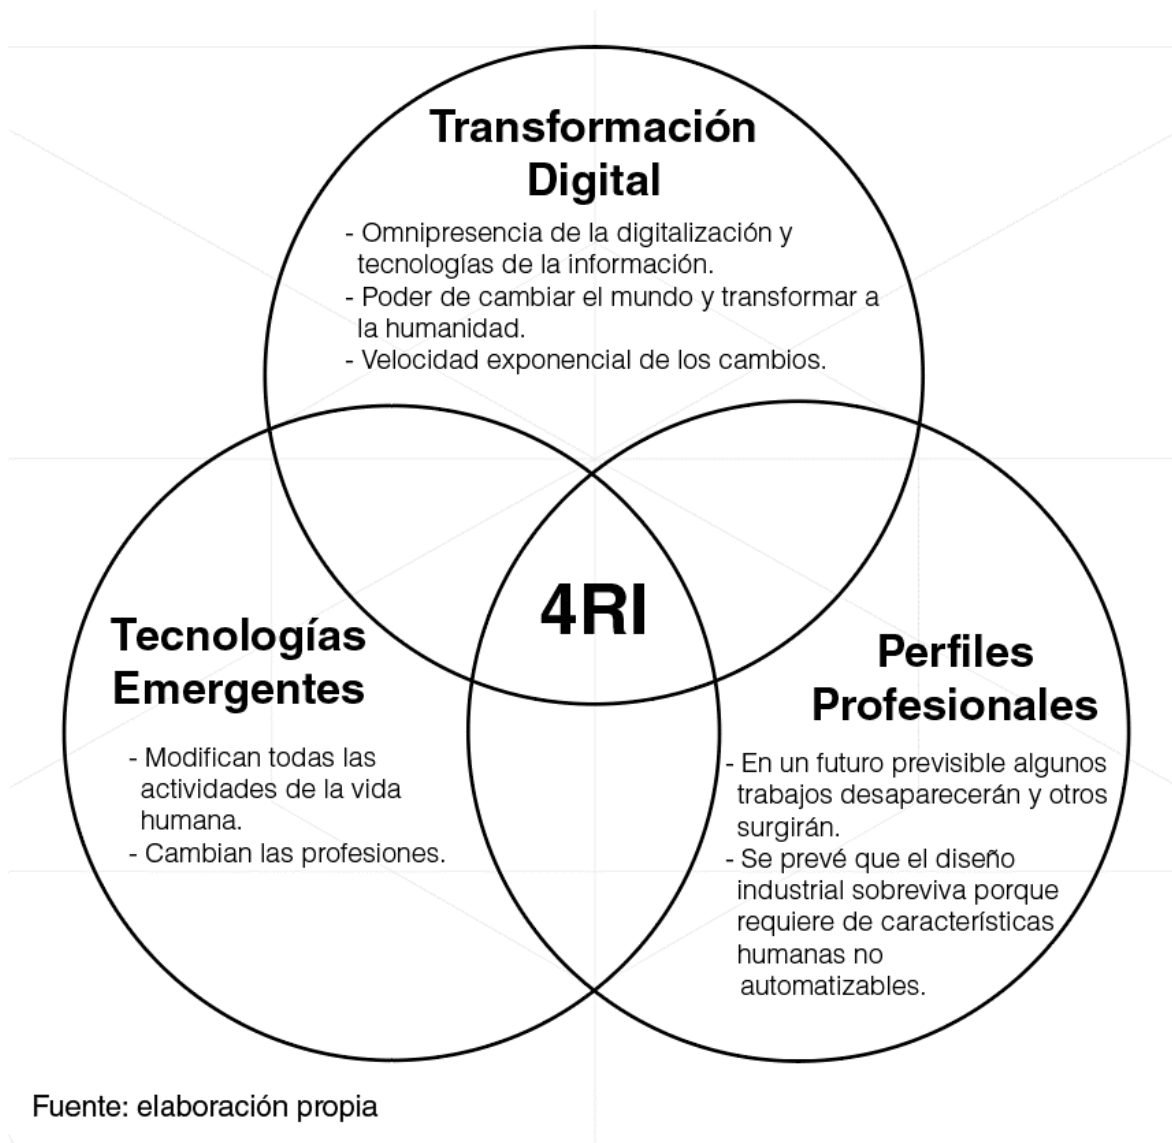 Transformación
Digital
- Omnipresencia de la digitalización y
tecnologías de la información.
- Poder de cambiar el mundo y transformar a
la humanidad.
- Velocidad exponencial de los cambios.
4RI
Tecnologías
Emergentes
- Modifican todas las
actividades de la vida
humana.
- Cambian las profesiones.
Perfiles
Profesionales
- En un futuro previsible algunos
trabajos desaparecerán y otros
surgirán.
- Se prevé que el diseño
industrial sobreviva porque
requiere de características
humanas no
automatizables.
Fuente: elaboración propia